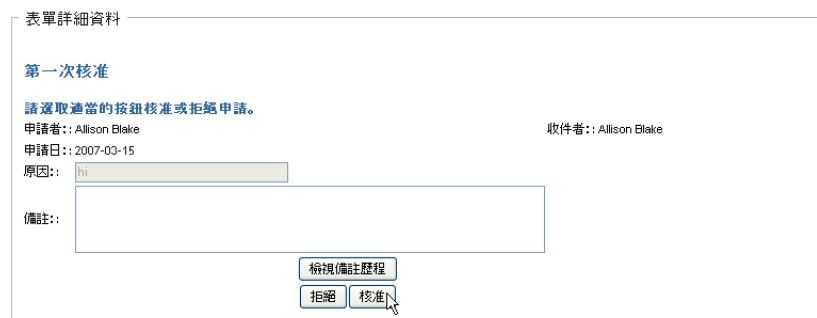 表單詳細資料
第一次核准
請選取適當的按鈕核准或拒絕申請。
申請者:: Allison Blake 收件者:: Allison Blake
申請日:: 2007-03-15
原因:: hi
備註::
檢視備註歷程
拒絕 核准